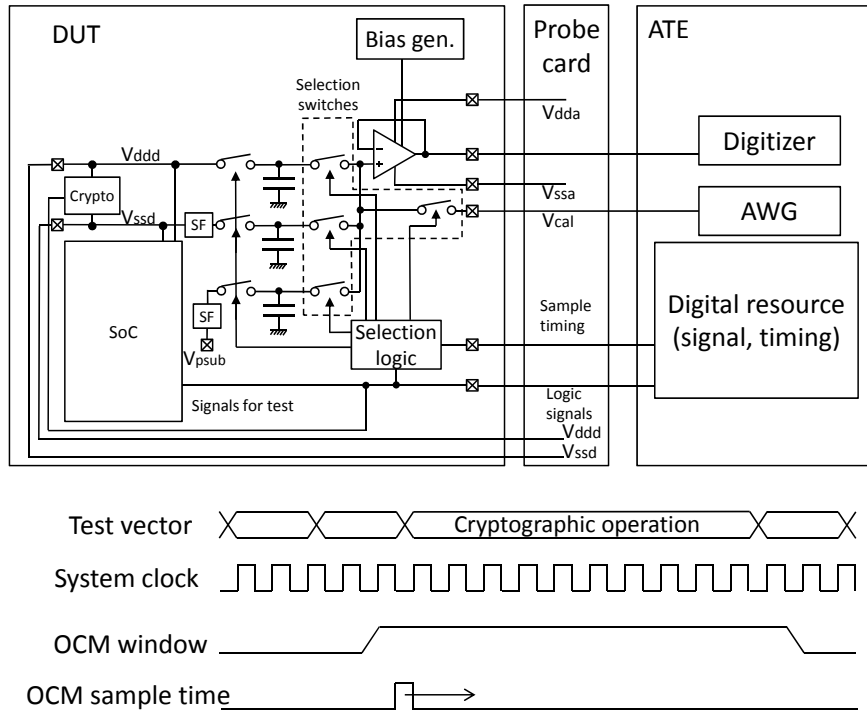 DUT
Bias gen.
Probe
card
ATE
Selection
switches
Vdda
Digitizer
Vddd
Crypto
Vssd
SF
Vssa
Vcal
AWG
SoC
SF
Vpsub
Selection
logic
Sample
timing
Digital resource
(signal, timing)
Signals for test
Logic
signals
Vddd
Vssd
− 
+
Test vector
Cryptographic operation
System clock
OCM window
OCM sample time